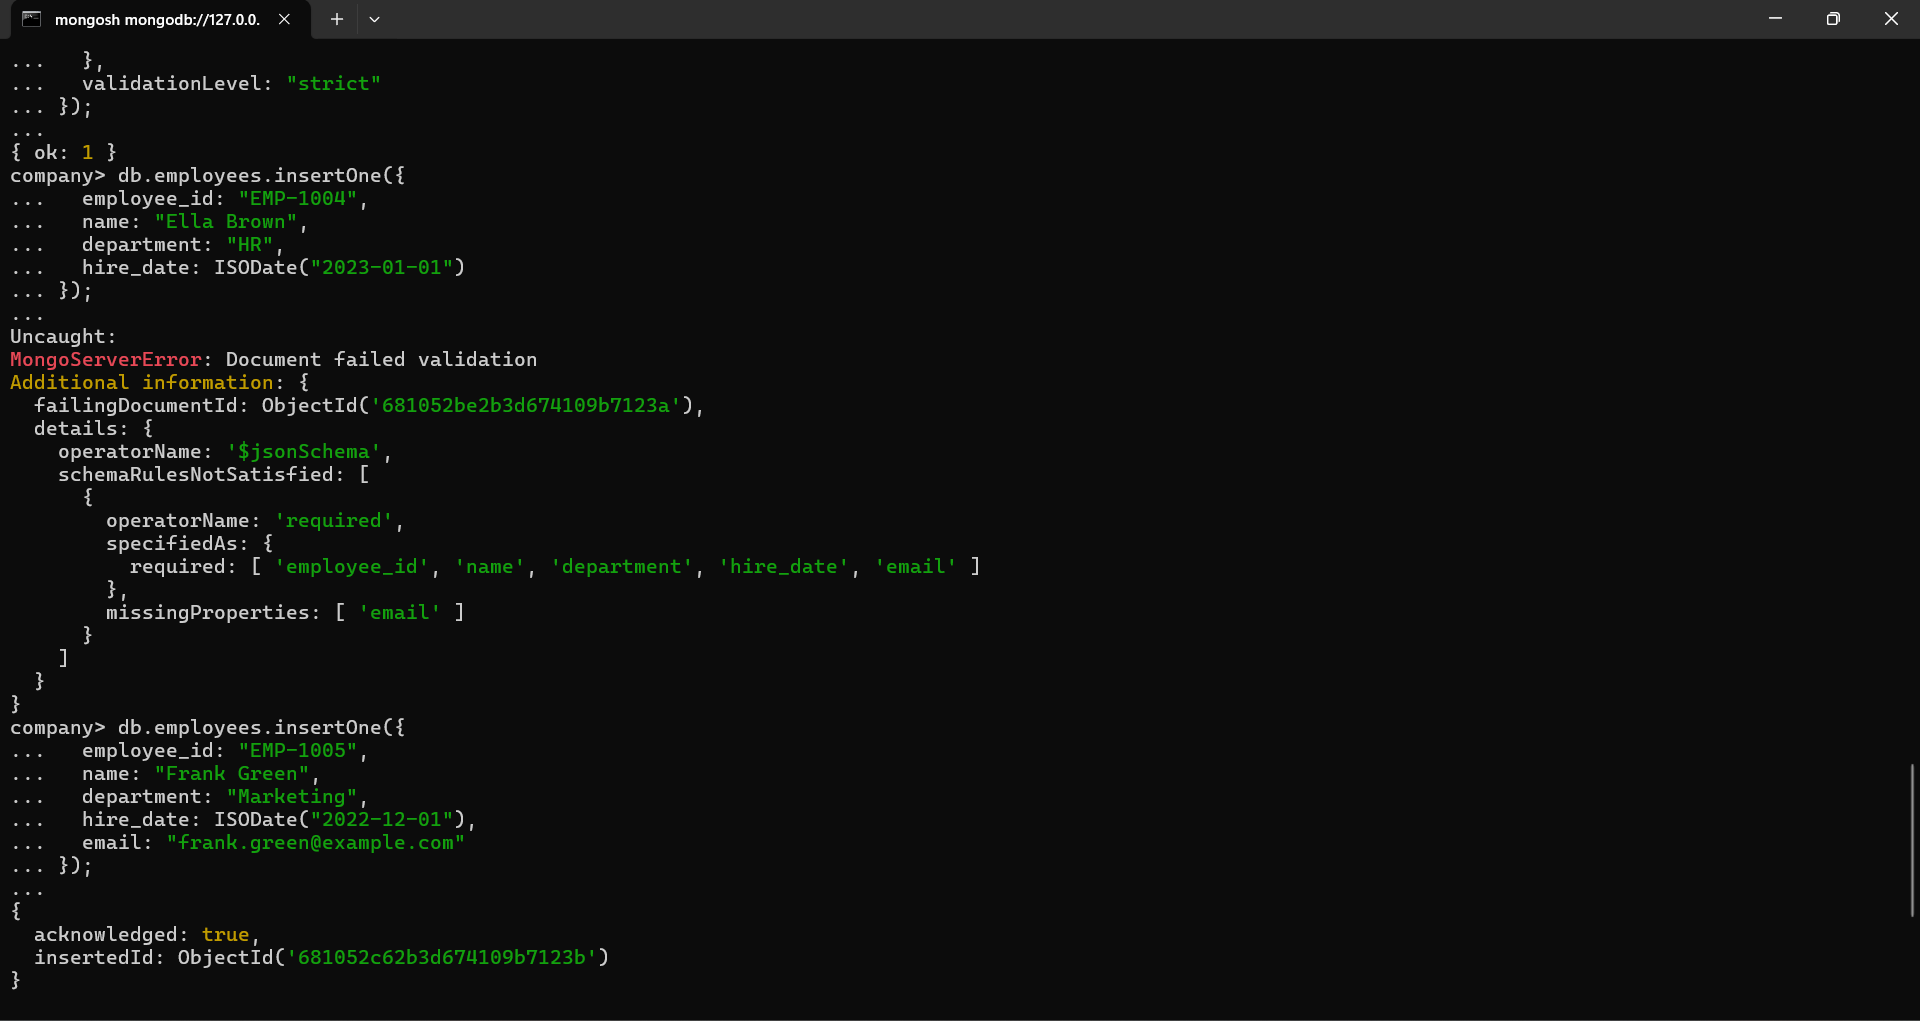 mongosh mongodb://127.0.0.
...   },
...   validationLevel: "strict"
... });
...
{ ok: 1 }
company> db.employees.insertOne({
...   employee_id: "EMP-1004",
...   name: "Ella Brown",
...   department: "HR",
...   hire_date: ISODate("2023-01-01")
... });
...
Uncaught:
MongoServerError: Document failed validation
Additional information: {
  failingDocumentId: ObjectId('681052be2b3d674109b7123a'),
  details: {
    operatorName: '$jsonSchema',
    schemaRulesNotSatisfied: [
      {
        operatorName: 'required',
        specifiedAs: {
          required: [ 'employee_id', 'name', 'department', 'hire_date', 'email' ]
        },
        missingProperties: [ 'email' ]
      }
    ]
  }
}
company> db.employees.insertOne({
...   employee_id: "EMP-1005",
...   name: "Frank Green",
...   department: "Marketing",
...   hire_date: ISODate("2022-12-01"),
...   email: "frank.green@example.com"
... });
...
{
  acknowledged: true,
  insertedId: ObjectId('681052c62b3d674109b7123b')
}